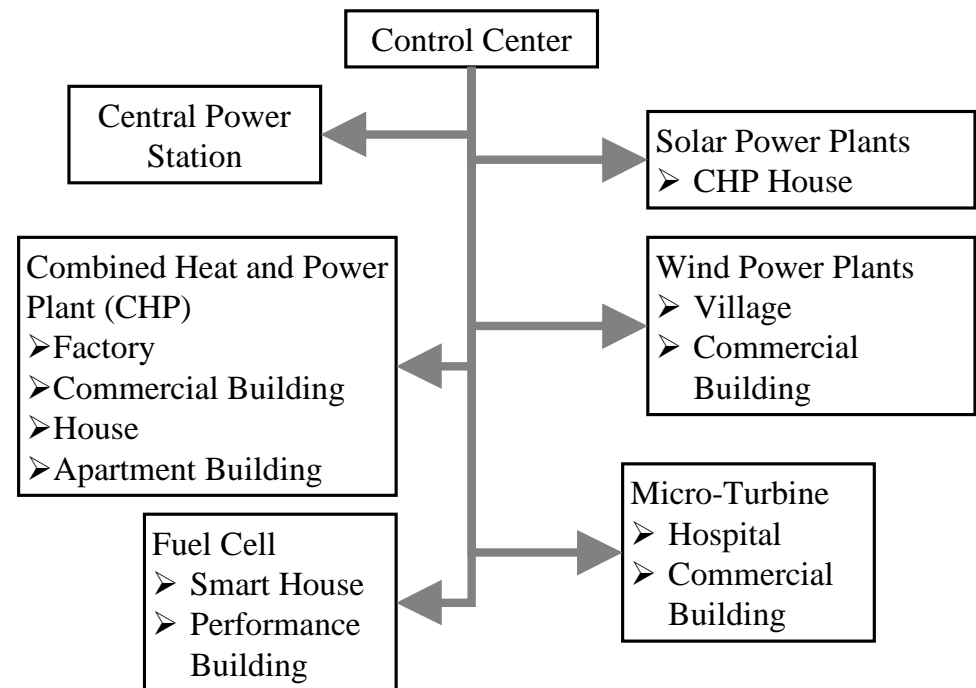 Control Center
Central Power
Station
Solar Power Plants
➢ CHP House
Combined Heat and Power
Plant (CHP)
➢Factory
➢Commercial Building
➢House
➢Apartment Building
Wind Power Plants
➢ Village
➢ Commercial
Building
Fuel Cell
➢ Smart House
➢ Performance
Building
Micro-Turbine
➢ Hospital
➢ Commercial
Building